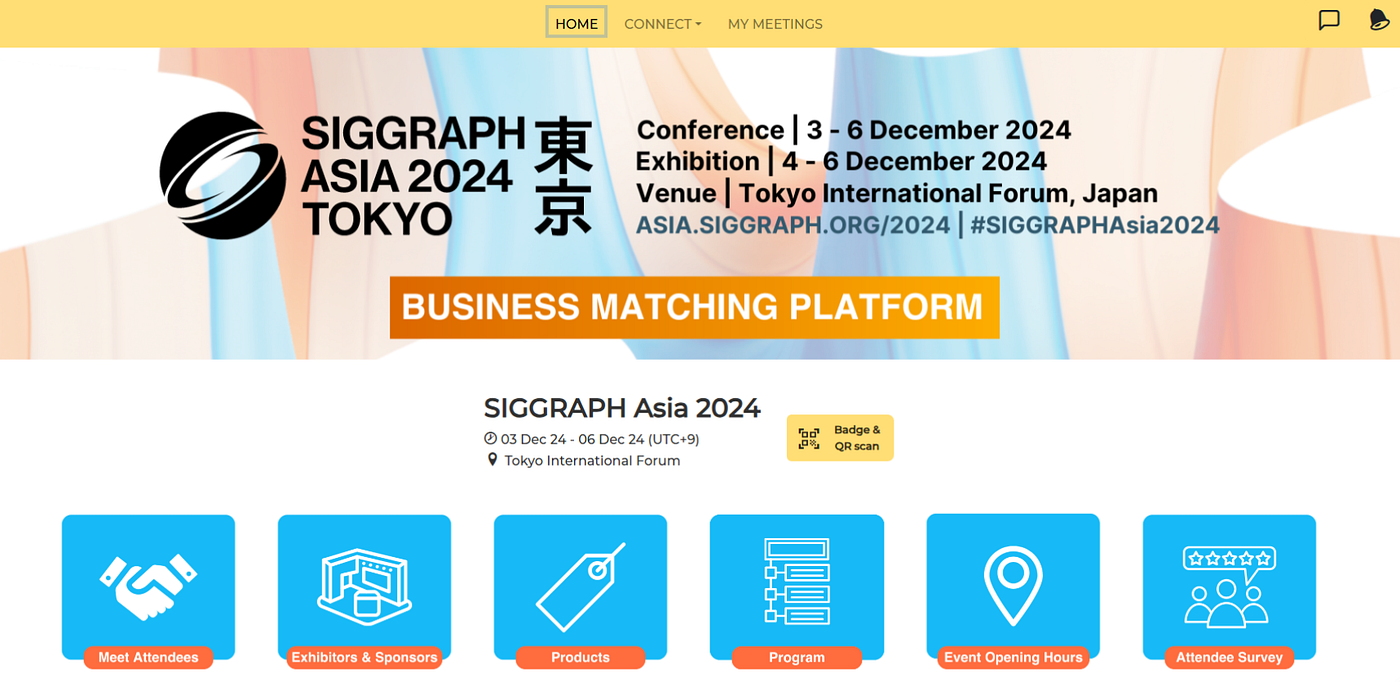 HOME
CONNECT
MY MEETINGS
SIGGRAPH
ASIA 2024
TOKYO
東
京
Conference | 3 - 6 December 2024
Exhibition | 4 - 6 December 2024
Venue | Tokyo International Forum, Japan
ASIA.SIGGRAPH.ORG/2024 | #SIGGRAPHAsia2024
BUSINESS MATCHING PLATFORM
SIGGRAPH Asia 2024
03 Dec 24 - 06 Dec 24 (UTC+9)
Tokyo International Forum
Badge &
QR scan
Meet Attendees
Exhibitors & Sponsors
Products
Program
Event Opening Hours
Attendee Survey